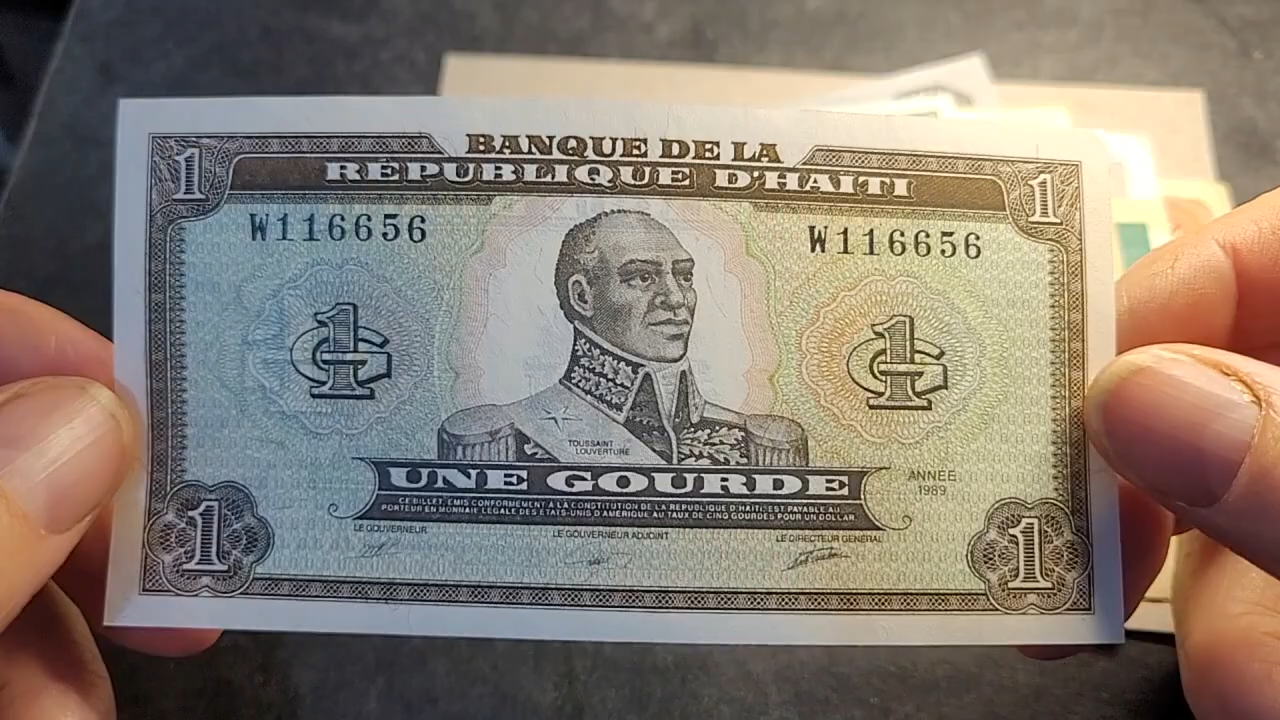 BANQUE DE LA
RÉPUBLIQUE D'HAÏTI
1
1
W116656
W116656
1G
1G
TOUSSAINT
LOUVERTURE
UNE GOURDE
ANNÉE
1989
CE BILLET, EMIS CONFORMEMENT A LA CONSTITUTION DE LA REPUBLIQUE D'HAITI, EST PAYABLE AU
PORTEUR EN MONNAIE LEGALE DES ETATS-UNIS D'AMERIQUE AU TAUX DE CINQ GOURDES POUR UN DOLLAR
LE GOUVERNEUR
LE GOUVERNEUR ADJOINT
LE DIRECTEUR GENERAL
1
1